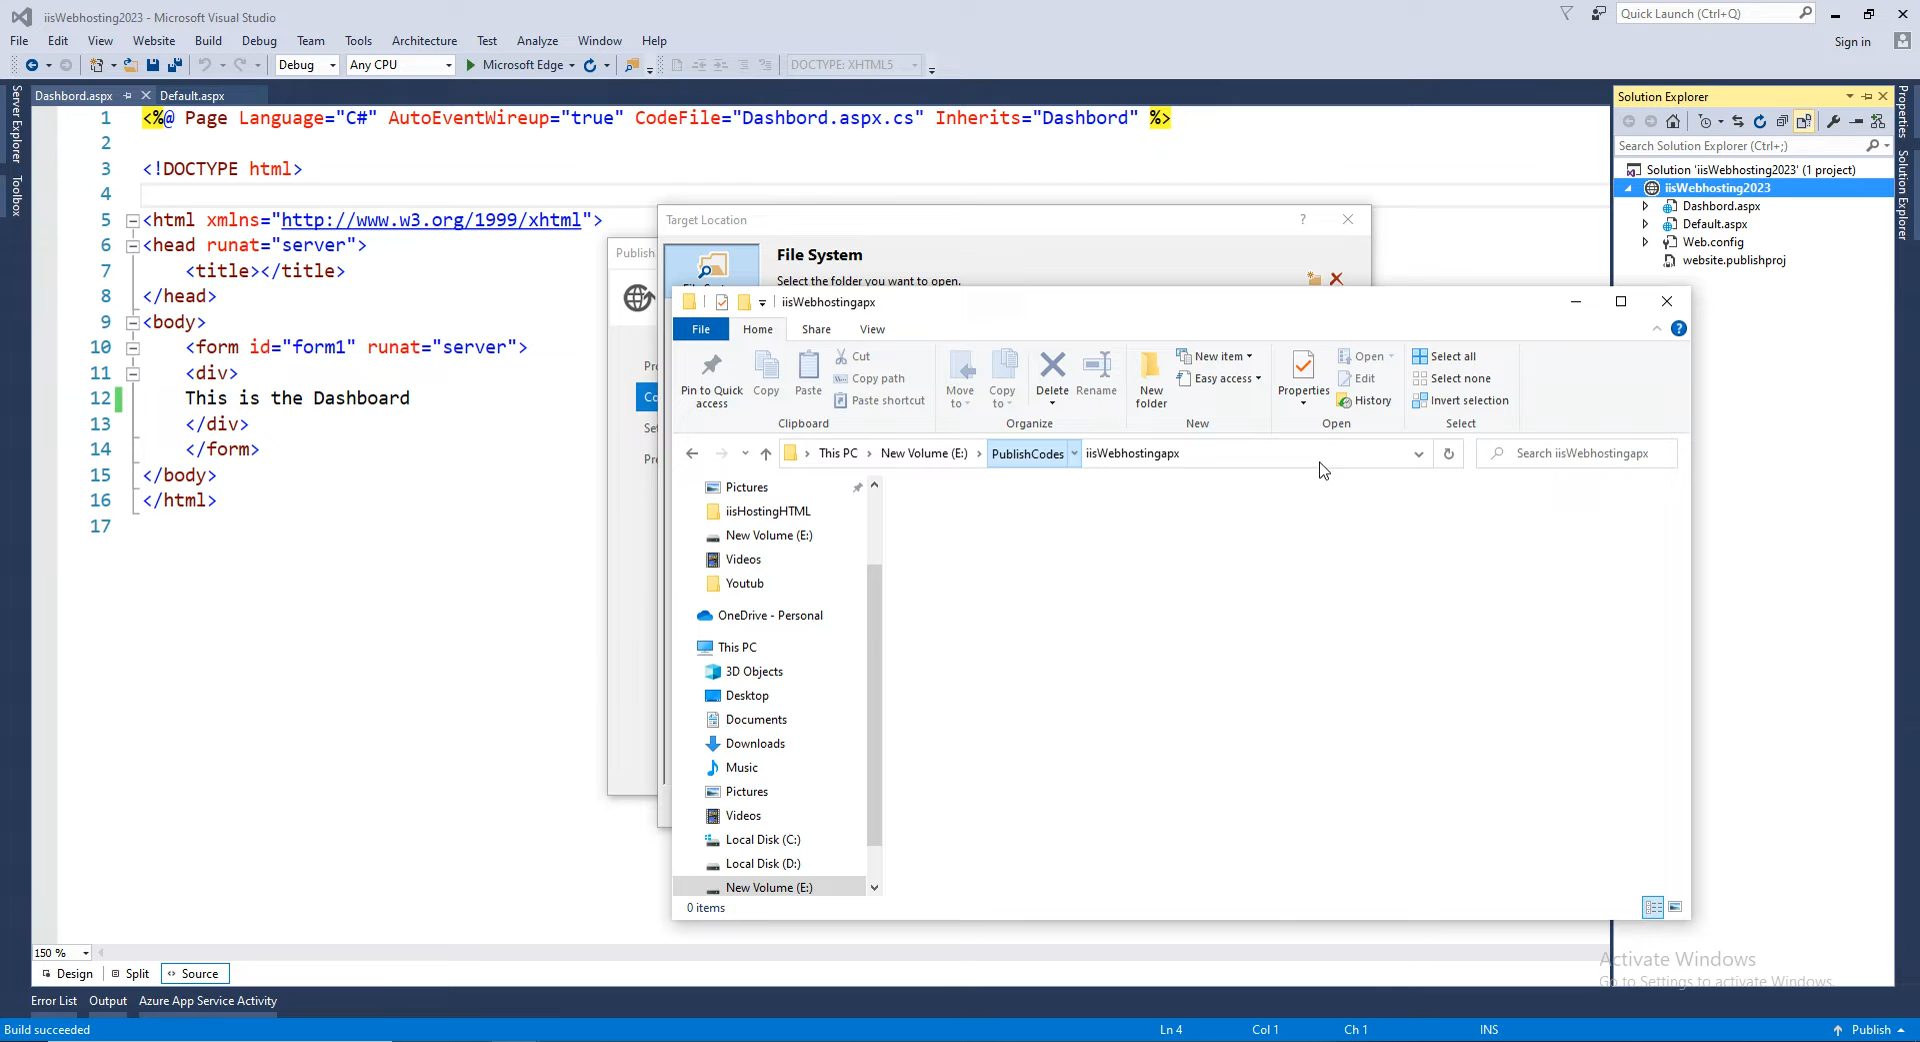 iisWebhosting2023 - Microsoft Visual Studio
Quick Launch (Ctrl+Q)
File Edit View Website Build Debug Team Tools Architecture Test Analyze Window Help
Sign in
Debug Any CPU Microsoft Edge DOCTYPE: XHTML5
Server Explorer
Toolbox
Dashbord.aspx Default.aspx
1 <%@ Page Language="C#" AutoEventWireup="true" CodeFile="Dashbord.aspx.cs" Inherits="Dashbord" %>
2
3 <!DOCTYPE html>
4
5 <html xmlns="http://www.w3.org/1999/xhtml">
6 <head runat="server">
7 <title></title>
8 </head>
9 <body>
10 <form id="form1" runat="server">
11 <div>
12 This is the Dashboard
13 </div>
14 </form>
15 </body>
16 </html>
17
Publish
Target Location
?
File System
Select the folder you want to open.
iisWebhostingapx
File Home Share View
Pin to Quick access
Copy
Paste
Cut
Copy path
Paste shortcut
Clipboard
Move to
Copy to
Delete
Rename
Organize
New folder
New item
Easy access
New
Properties
Open
Edit
History
Open
Select all
Select none
Invert selection
Select
This PC New Volume (E:) PublishCodes iisWebhostingapx
Search iisWebhostingapx
Pictures
iisHostingHTML
New Volume (E:)
Videos
Youtub
OneDrive - Personal
This PC
3D Objects
Desktop
Documents
Downloads
Music
Pictures
Videos
Local Disk (C:)
Local Disk (D:)
New Volume (E:)
0 items
Solution Explorer
Search Solution Explorer (Ctrl+;)
Solution 'iisWebhosting2023' (1 project)
iisWebhosting2023
Dashbord.aspx
Default.aspx
Web.config
website.publishproj
Properties
Solution Explorer
Activate Windows
Go to Settings to activate Windows.
150 %
Design Split Source
Error List Output Azure App Service Activity
Build succeeded Ln 4 Col 1 Ch 1 INS Publish